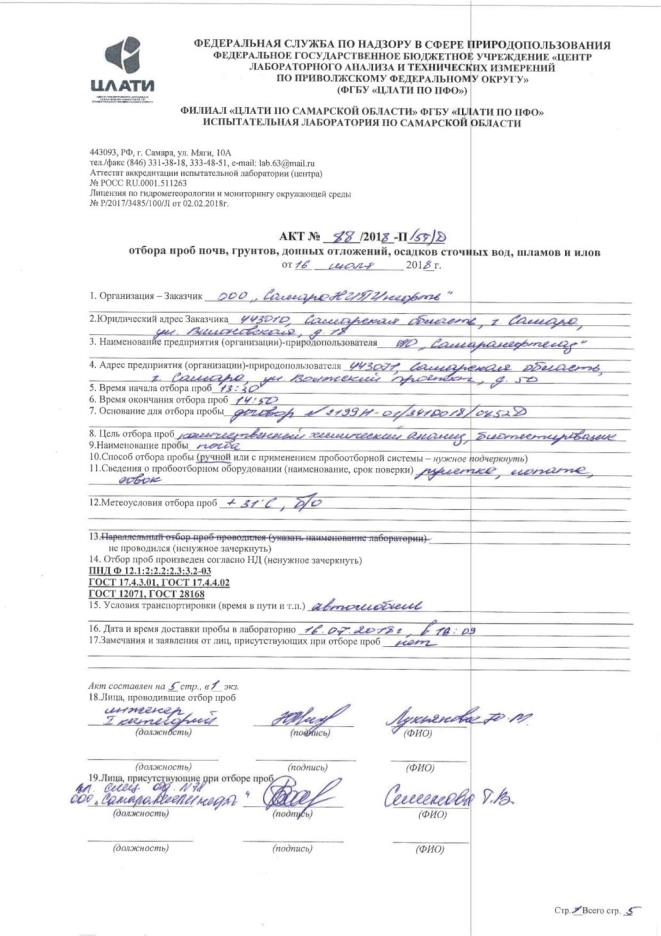 ФЕДЕРАЛЬНАЯ СЛУЖБА ПО НАДЗОРУ В СФЕРЕ ПРИРОДОПОЛЬЗОВАНИЯ
ФЕДЕРАЛЬНОЕ ГОСУДАРСТВЕННОЕ БЮДЖЕТНОЕ УЧРЕЖДЕНИЕ «ЦЕНТР
ЛАБОРАТОРНОГО АНАЛИЗА И ТЕХНИЧЕСКИХ ИЗМЕРЕНИЙ
ПО ПРИВОЛЖСКОМУ ФЕДЕРАЛЬНОМУ ОКРУГУ»
(ФГБУ «ЦЛАТИ ПО ПФО»)
ЦЛАТИ
ФИЛИАЛ «ЦЛАТИ ПО САМАРСКОЙ ОБЛАСТИ» ФГБУ «ЦЛАТИ ПО ПФО»
ИСПЫТАТЕЛЬНАЯ ЛАБОРАТОРИЯ ПО САМАРСКОЙ ОБЛАСТИ
443093, РФ, г. Самара, ул. Мяги, 10А
тел./факс (846) 331-38-18, 333-48-51, e-mail: lab.63@mail.ru
Аттестат аккредитации испытательной лаборатории (центра)
№ РОСС RU.0001.511263
Лицензия по гидрометеорологии и мониторингу окружающей среды
№ Р/2017/3485/100/Л от 02.02.2018г.
АКТ № 88 /2018-П/55/Д
отбора проб почв, грунтов, донных отложений, осадков сточных вод, шламов и илов
от 16 июля 2018 г.
1. Организация – Заказчик ООО „СамараНИПИнефть"
2.Юридический адрес Заказчика 443010, Самарская область, г. Самара,
ул. Вилоновская, д. 18
3. Наименование предприятия (организации)-природопользователя АО „Самаранефтегаз"
4. Адрес предприятия (организации)-природопользователя 443071, Самарская область,
г. Самара, ул Волжский проспект, д. 50
5. Время начала отбора проб 13:30
6. Время окончания отбора проб 14:50
7. Основание для отбора пробы договор №
8. Цель отбора проб количественный химический анализ, биотестирование
9.Наименование пробы почва
10.Способ отбора пробы (ручной или с применением пробоотборной системы – нужное подчеркнуть)
11.Сведения о пробоотборном оборудовании (наименование, срок поверки) рулетка, лопата,
совок
12.Метеоусловия отбора проб + 31°С, б/о
13.Параллельный отбор проб проводился (указать наименование лаборатории)
не проводился (ненужное зачеркнуть)
14. Отбор проб произведен согласно НД (ненужное зачеркнуть)
ПНД Ф 12.1:2:2.2:2.3:3.2-03
ГОСТ 17.4.3.01, ГОСТ 17.4.4.02
ГОСТ 12071, ГОСТ 28168
15. Условия транспортировки (время в пути и т.п.) автомобиль
16. Дата и время доставки пробы в лабораторию 16.07.2018г, в 18:09
17.Замечания и заявления от лиц, присутствующих при отборе проб нет
Акт составлен на 5 стр., в 1 экз.
18.Лица, проводившие отбор проб
инженер
I категории Лукьянова Ю. М.
(должность) (подпись) (ФИО)
(должность) (подпись) (ФИО)
19.Лица, присутствующие при отборе проб
ООО „СамараНИПИнефть" Семенова Т.В.
(должность) (подпись) (ФИО)
(должность) (подпись) (ФИО)
Стр. 1 Всего стр. 5